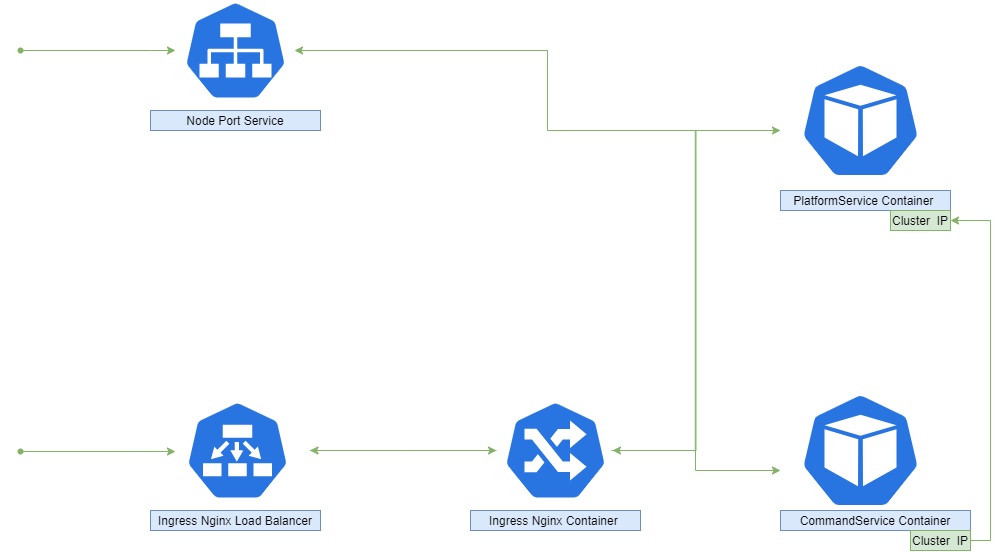 Node Port Service
PlatformService Container
Cluster IP
Ingress Nginx Load Balancer
Ingress Nginx Container
CommandService Container
Cluster IP